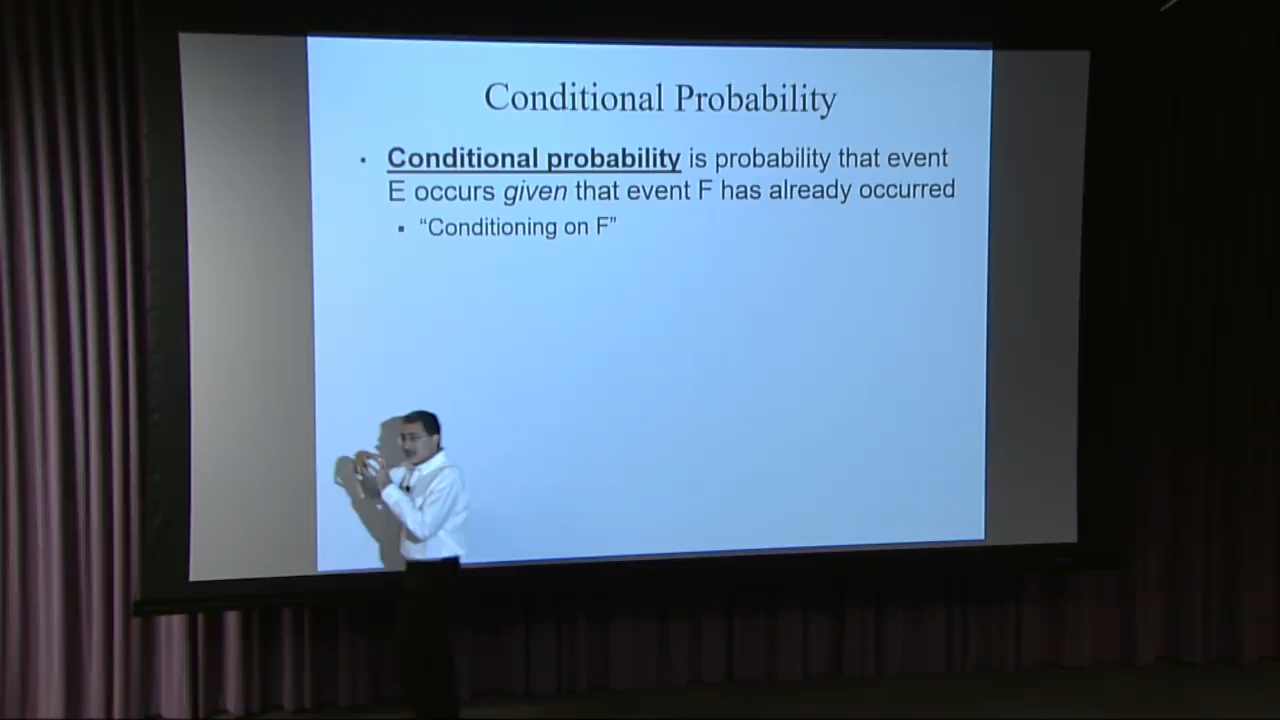 Conditional Probability
• Conditional probability is probability that event
E occurs given that event F has already occurred
▪ “Conditioning on F”